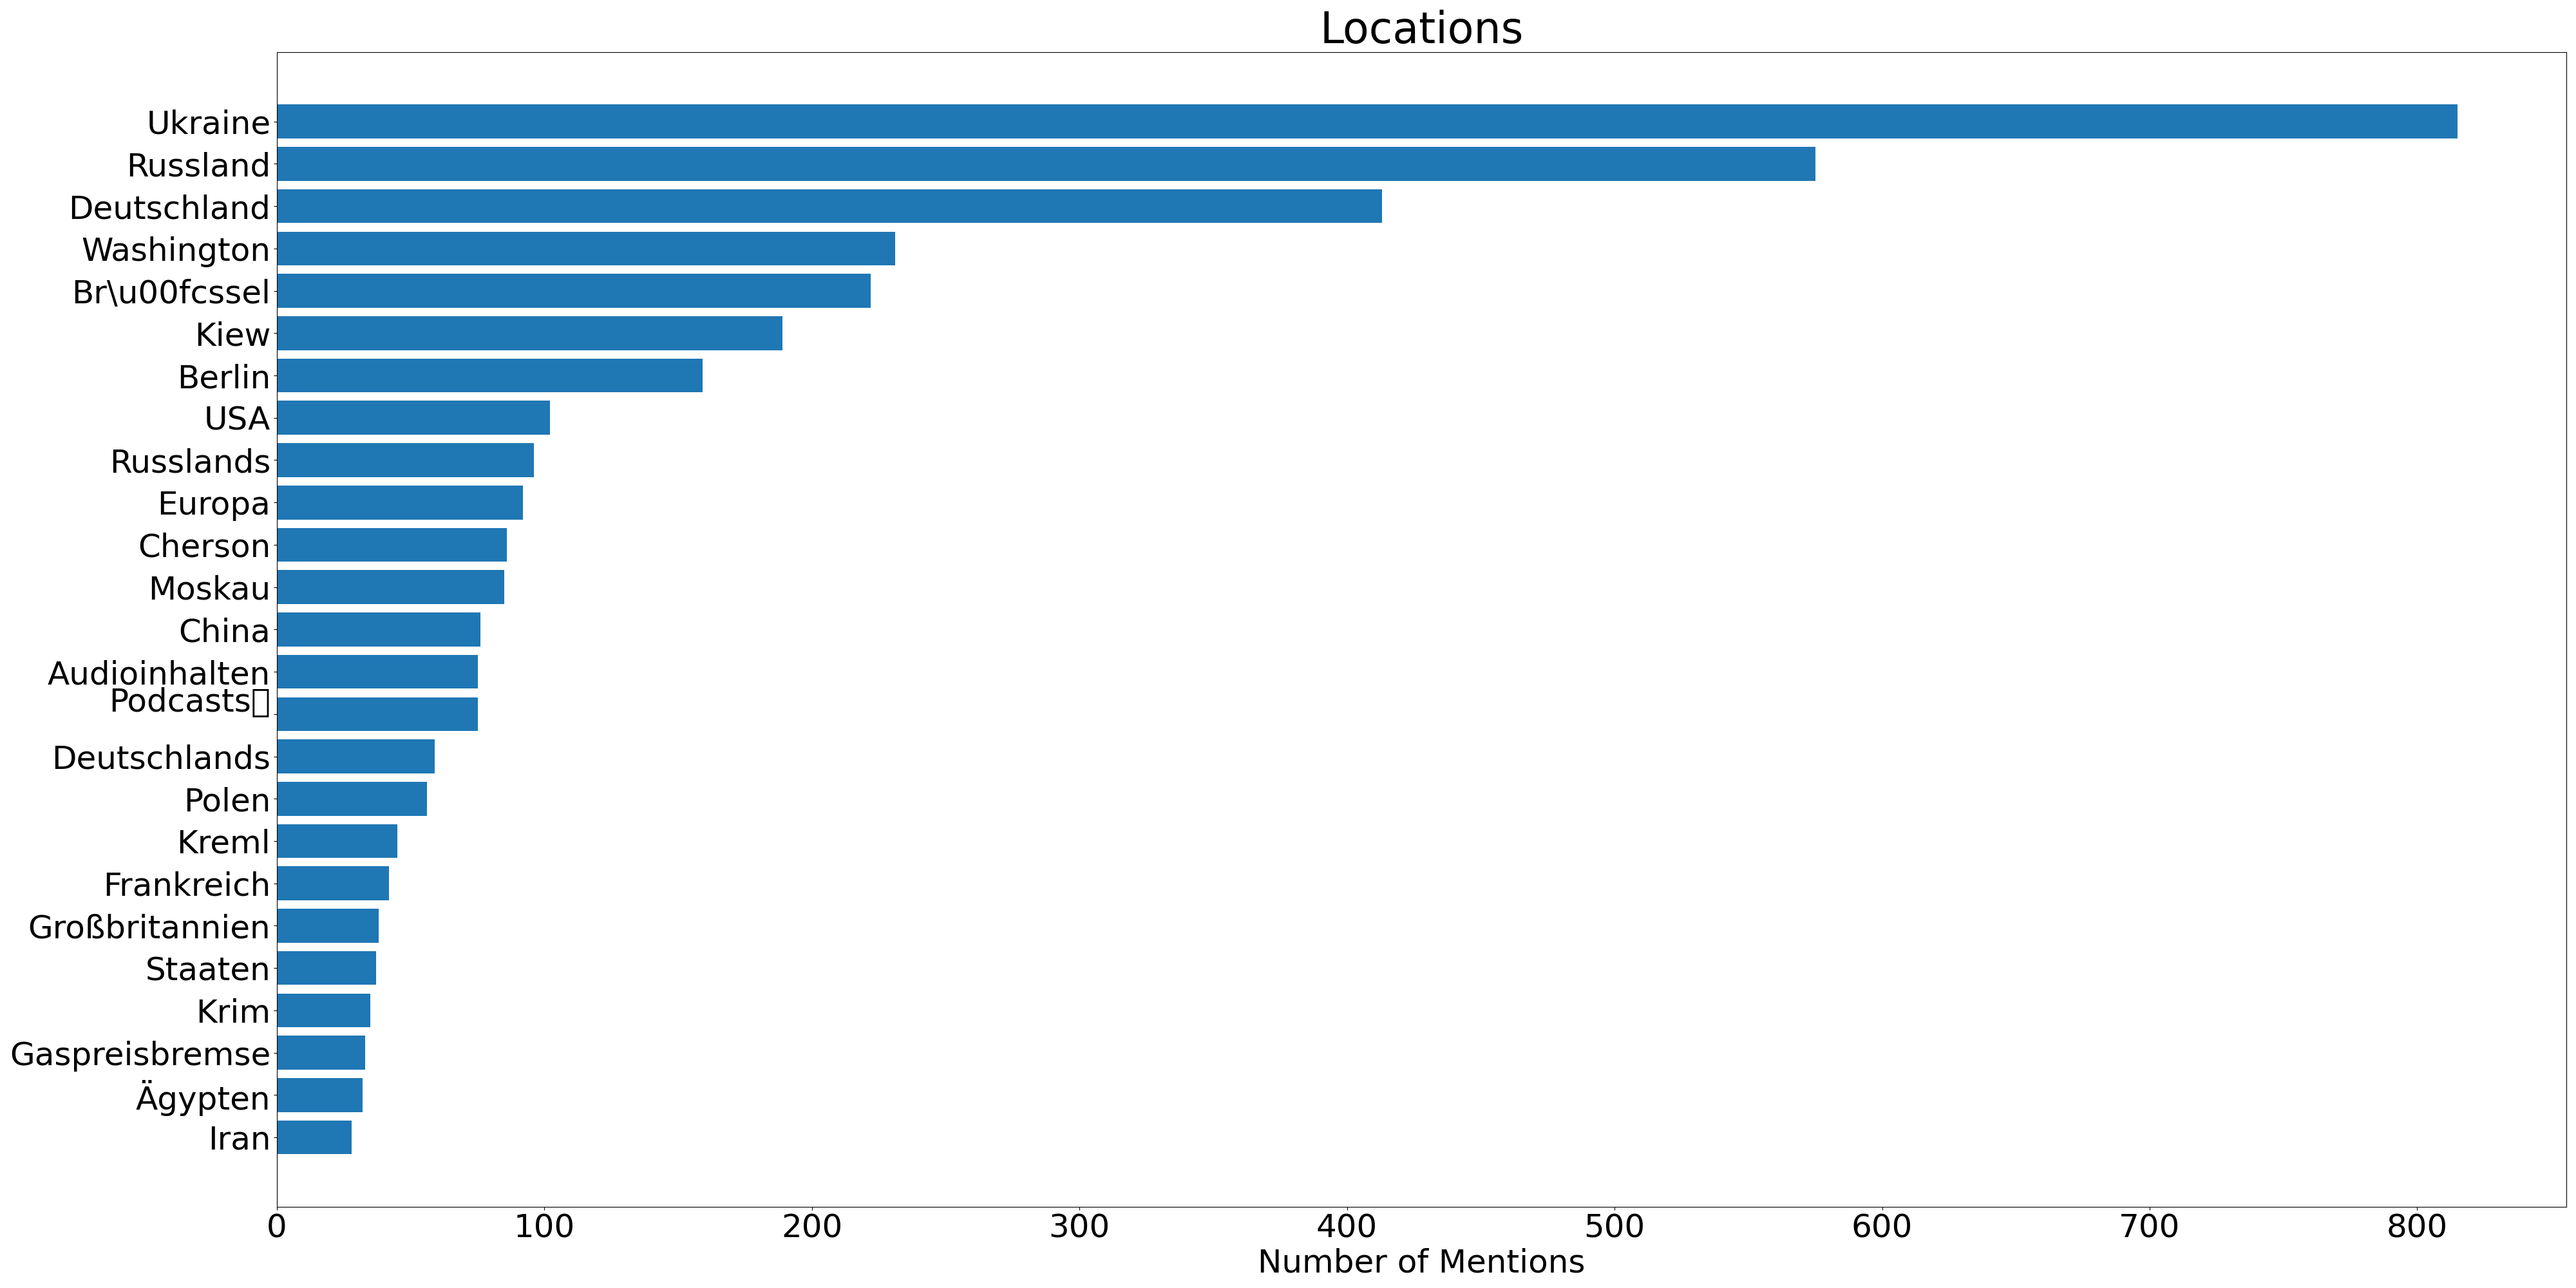 Locations
Ukraine
Russland
Deutschland
Washington
Br\u00fcssel
Kiew
Berlin
USA
Russlands
Europa
Cherson
Moskau
China
Audioinhalten
Podcasts
Deutschlands
Polen
Kreml
Frankreich
Großbritannien
Staaten
Krim
Gaspreisbremse
Ägypten
Iran
0 100 200 300 400 500 600 700 800
Number of Mentions